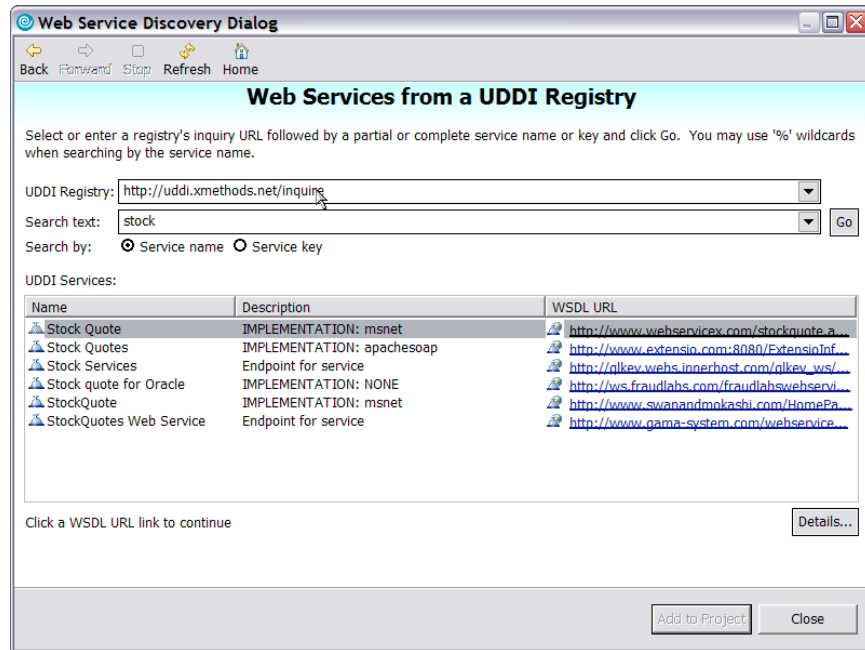 Web Service Discovery Dialog
Back Forward Stop Refresh Home
Web Services from a UDDI Registry
Select or enter a registry's inquiry URL followed by a partial or complete service name or key and click Go. You may use '%' wildcards
when searching by the service name.
UDDI Registry: http://uddi.xmethods.net/inquire
Search text: stock Go
Search by: Service name Service key
UDDI Services:
Name Description WSDL URL
Stock Quote IMPLEMENTATION: msnet http://www.webservicex.com/stockquote.a...
Stock Quotes IMPLEMENTATION: apachesoap http://www.extensio.com:8080/ExtensioInf...
Stock Services Endpoint for service http://qlkey.webs.innerhost.com/qlkey_ws/...
Stock quote for Oracle IMPLEMENTATION: NONE http://ws.fraudlabs.com/fraudlabswebservi...
StockQuote IMPLEMENTATION: msnet http://www.swanandmokashi.com/HomePa...
StockQuotes Web Service Endpoint for service http://www.gama-system.com/webservice...
Click a WSDL URL link to continue Details...
Add to Project Close